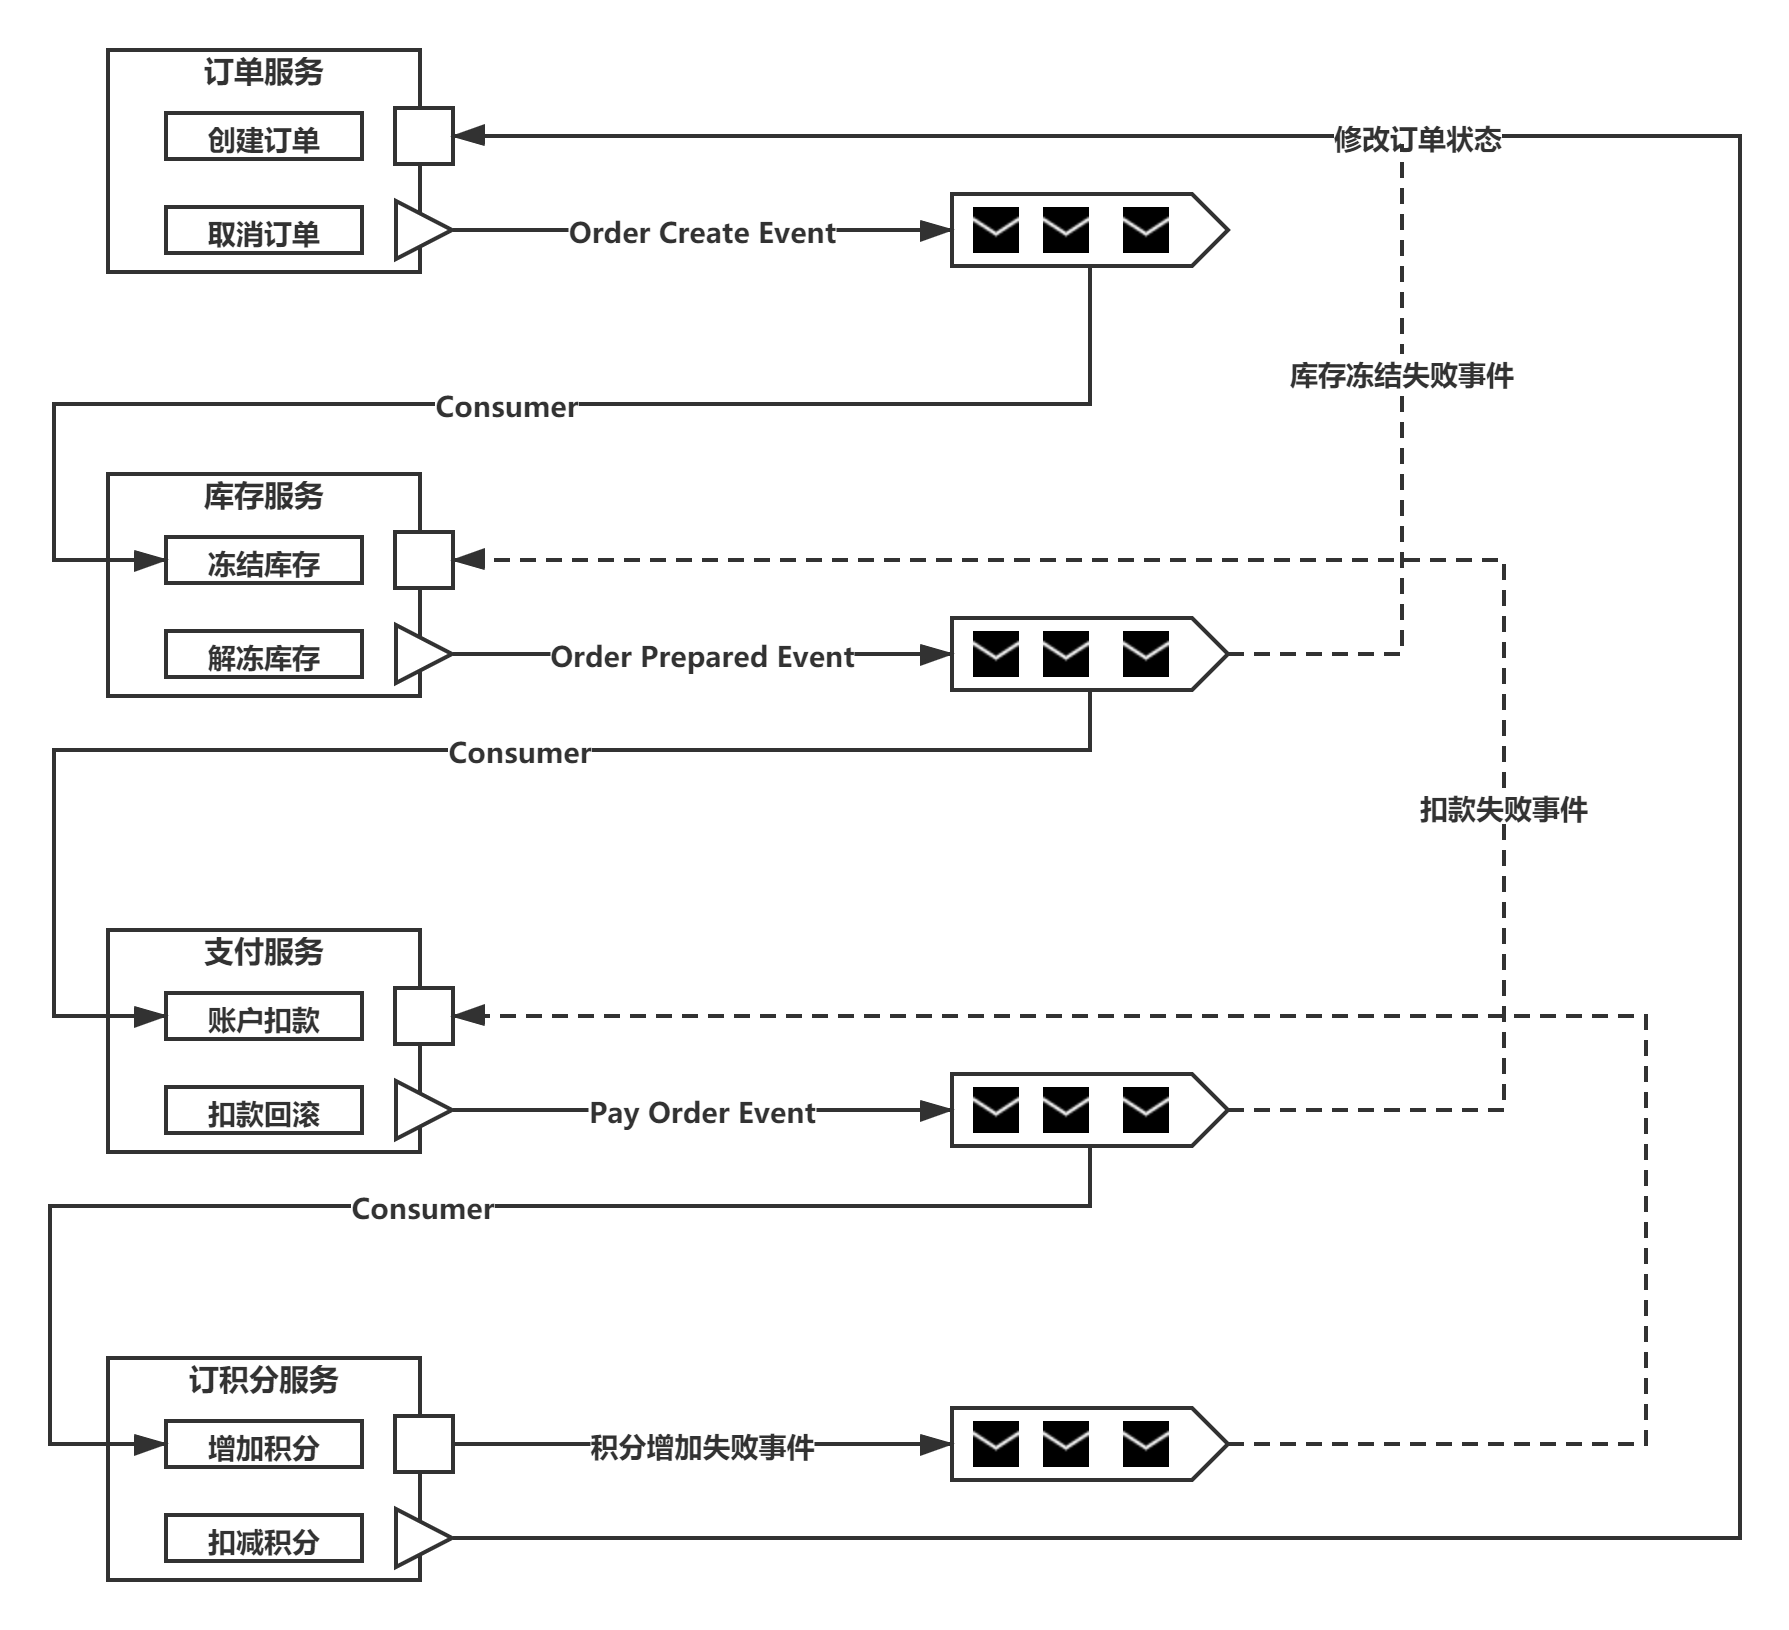 订单服务
创建订单
修改订单状态
取消订单
Order Create Event
库存冻结失败事件
Consumer
库存服务
冻结库存
解冻库存
Order Prepared Event
Consumer
扣款失败事件
支付服务
账户扣款
扣款回滚
Pay Order Event
Consumer
订积分服务
增加积分
积分增加失败事件
扣减积分